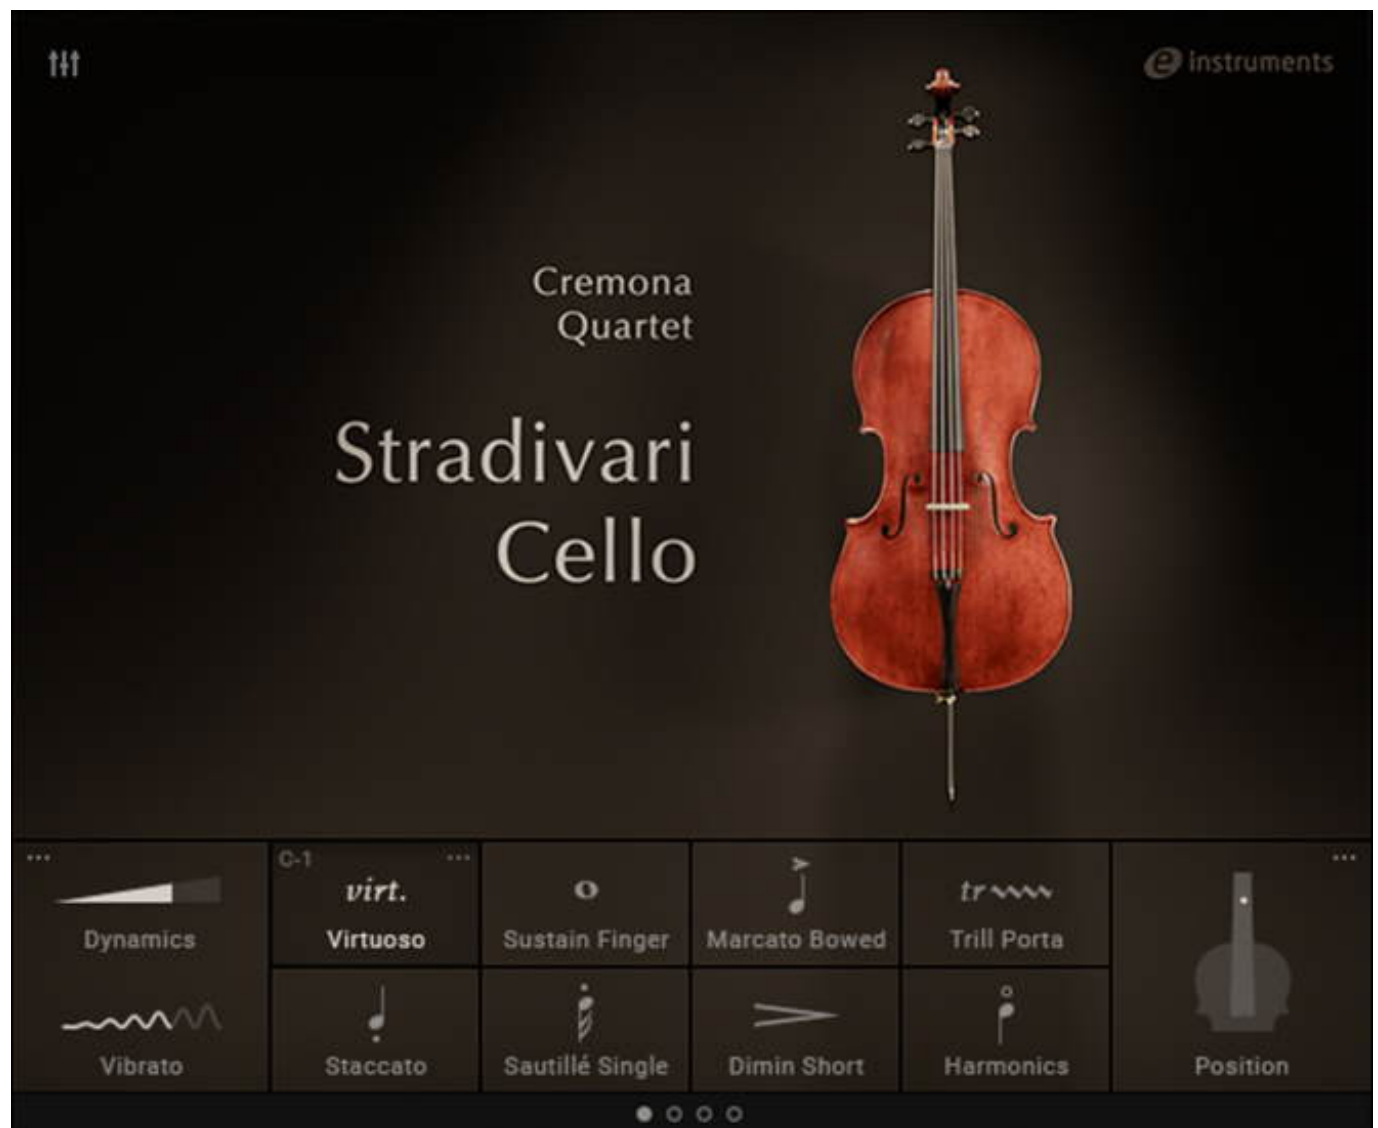 e instruments
Cremona
Quartet
Stradivari
Cello
C-1
virt.
tr
Dynamics
Virtuoso
Sustain Finger
Marcato Bowed
Trill Porta
Vibrato
Staccato
Sautillé Single
Dimin Short
Harmonics
Position